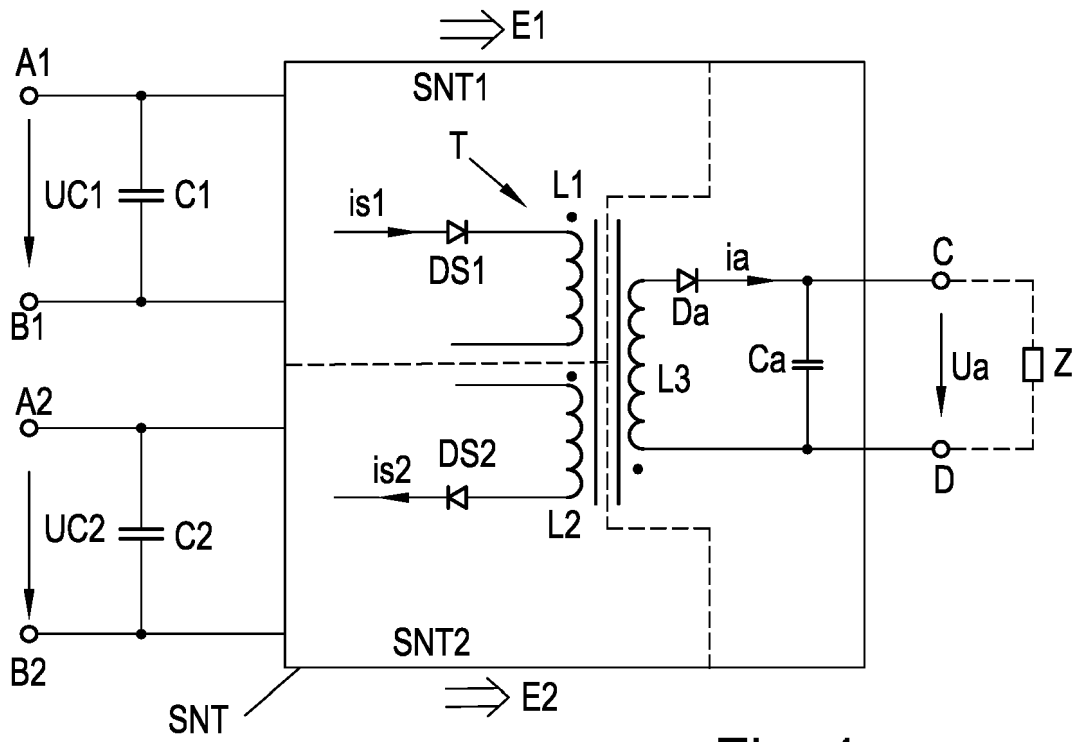 E1
A1
SNT1
T
L1
UC1
C1
is1
DS1
ia
C
B1
Da
Ca
Ua
Z
L3
A2
DS2
is2
D
UC2
C2
L2
SNT2
B2
E2
SNT